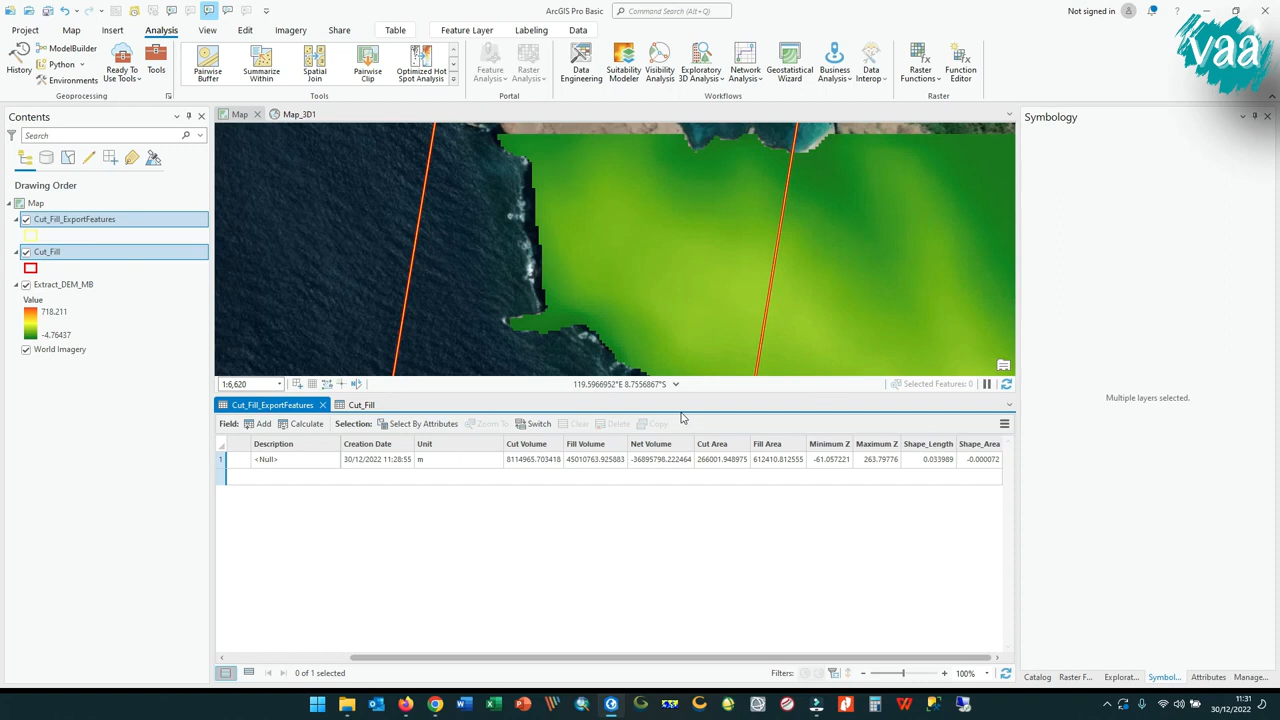 ArcGIS Pro Basic
Command Search (Alt+Q)
Not signed in
?
Project Map Insert Analysis View Edit Imagery Share Table Feature Layer Labeling Data
vaa
History
ModelBuilder
Python
Environments
Ready To Use Tools
Tools
Pairwise Buffer
Summarize Within
Spatial Join
Pairwise Clip
Optimized Hot Spot Analysis
Feature Analysis
Raster Analysis
Data Engineering
Suitability Modeler
Visibility Analysis
Exploratory 3D Analysis
Network Analysis
Geostatistical Wizard
Business Analysis
Data Interop
Raster Functions
Function Editor
Geoprocessing Tools Portal Workflows Raster
Contents
Search
Drawing Order
Map
Cut_Fill_ExportFeatures
Cut_Fill
Extract_DEM_MB
Value
718.211
-4.76437
World Imagery
Map Map_3D1
1:6,620
119.5966952°E 8.7556867°S
Selected Features: 0
Cut_Fill_ExportFeatures Cut_Fill
Field: Add Calculate Selection: Select By Attributes Zoom To Switch Clear Delete Copy
Description Creation Date Unit Cut Volume Fill Volume Net Volume Cut Area Fill Area Minimum Z Maximum Z Shape_Length Shape_Area
1 <Null> 30/12/2022 11:28:55 m 8114965.703418 45010763.925883 -36895798.222464 266001.948975 612410.812555 -61.057221 263.79776 0.033989 -0.000072
0 of 1 selected
Filters:
100%
Symbology
Multiple layers selected.
Catalog Raster F... Explorat... Symbol... Attributes Manage...
11:31
30/12/2022